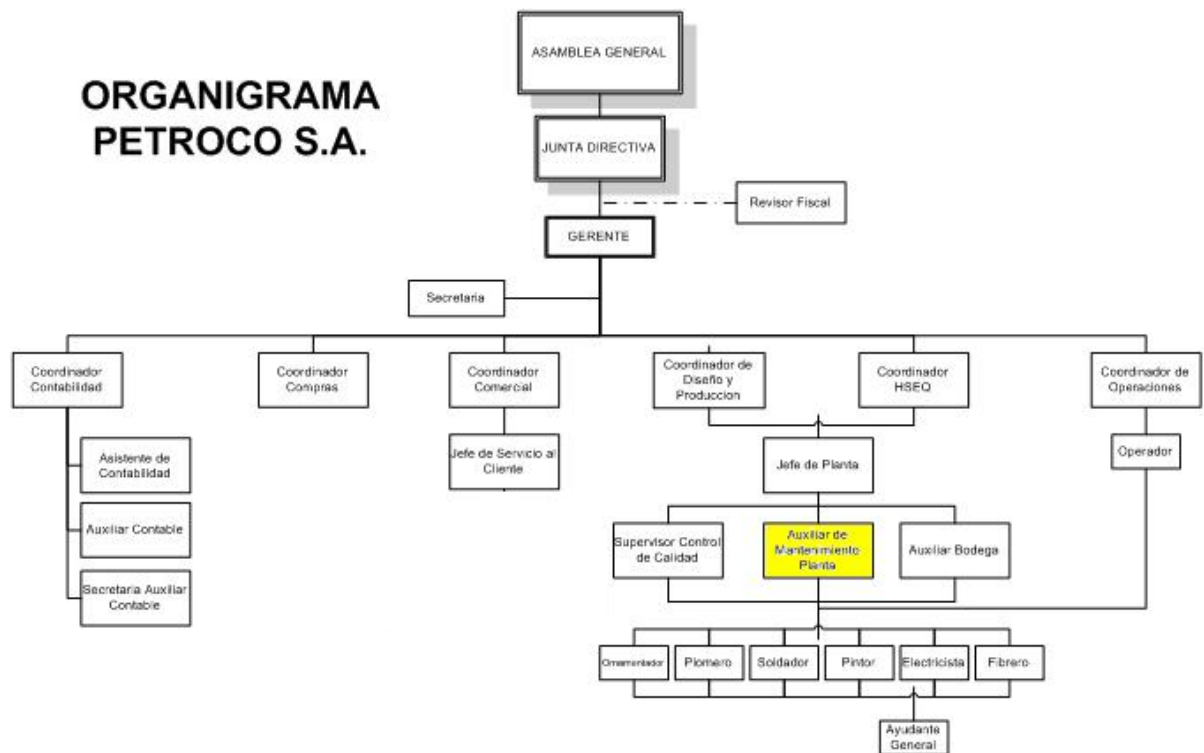 ASAMBLEA GENERAL
ORGANIGRAMA
PETROCO S.A.
JUNTA DIRECTIVA
Revisor Fiscal
GERENTE
Secretaria
Coordinador
Contabilidad
Coordinador
Compras
Coordinador
Comercial
Coordinador de
Diseño y
Produccion
Coordinador
HSEQ
Coordinador de
Operaciones
Asistente de
Contabilidad
Jefe de Servicio al
Cliente
Jefe de Planta
Operador
Auxiliar Contable
Supervisor Control
de Calidad
Auxiliar de
Mantenimiento
Planta
Auxiliar Bodega
Secretaria Auxiliar
Contable
Ornamentador
Plomero
Soldador
Pintor
Electricista
Fibrero
Ayudante
General